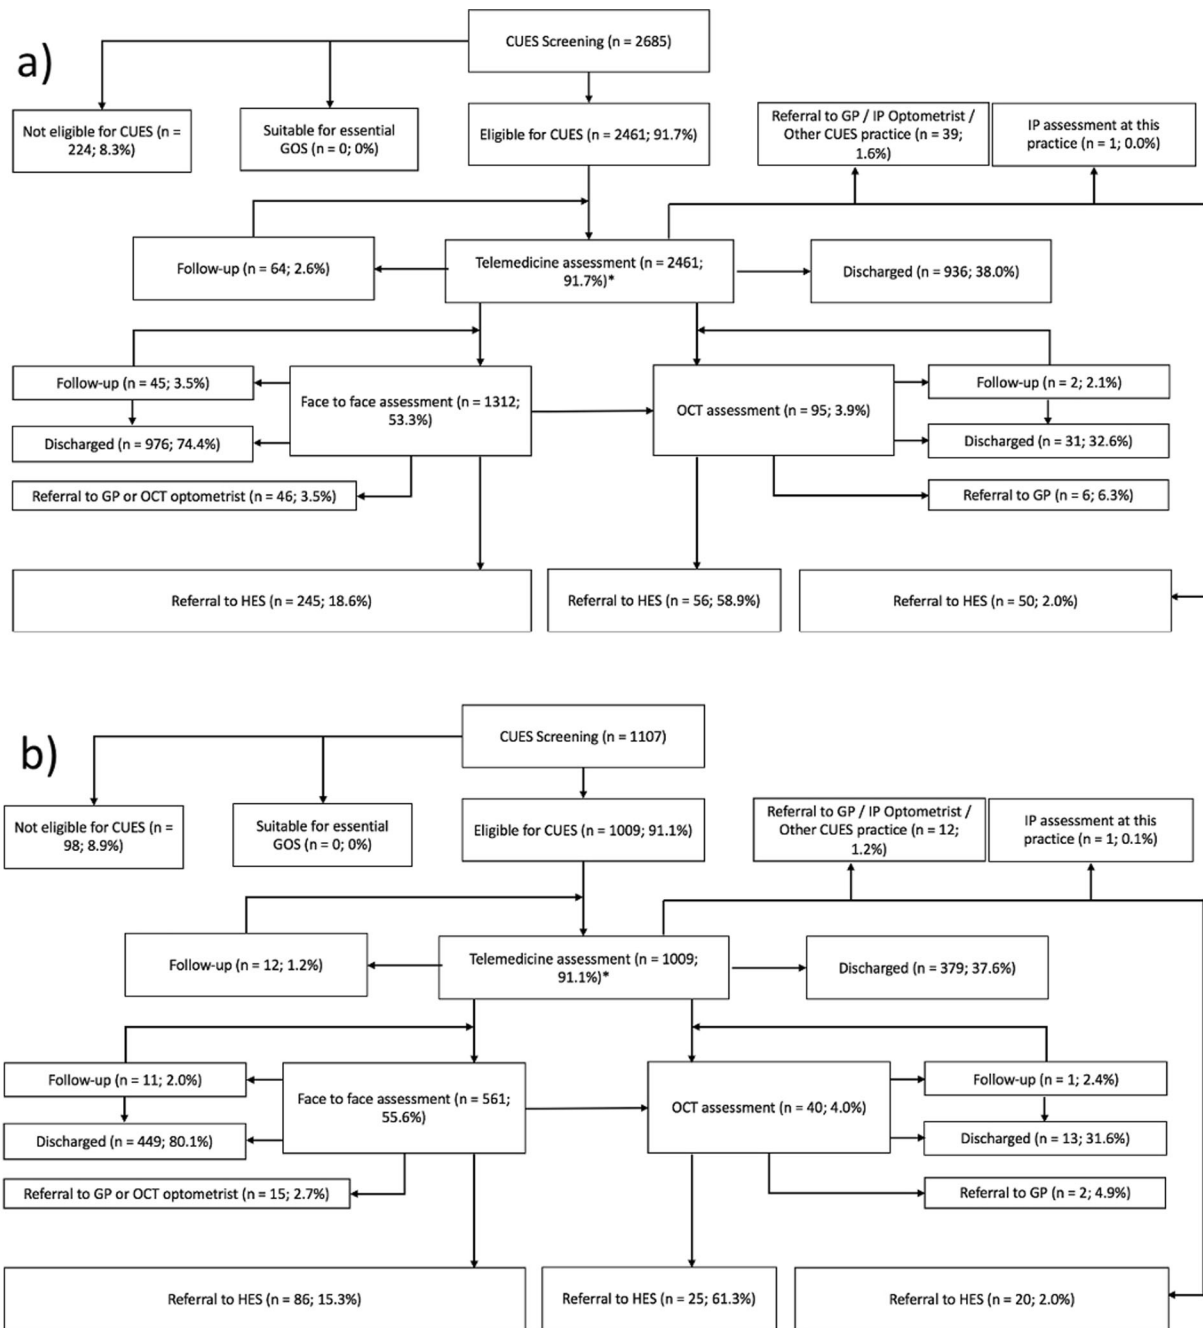 a)
CUES Screening (n = 2685)
Not eligible for CUES (n =
224; 8.3%)
Suitable for essential
GOS (n = 0; 0%)
Eligible for CUES (n = 2461; 91.7%)
Referral to GP / IP Optometrist /
Other CUES practice (n = 39;
1.6%)
IP assessment at this
practice (n = 1; 0.0%)
Follow-up (n = 64; 2.6%)
Telemedicine assessment (n = 2461;
91.7%)*
Discharged (n = 936; 38.0%)
Follow-up (n = 45; 3.5%)
Face to face assessment (n = 1312;
53.3%)
OCT assessment (n = 95; 3.9%)
Follow-up (n = 2; 2.1%)
Discharged (n = 976; 74.4%)
Discharged (n = 31; 32.6%)
Referral to GP or OCT optometrist (n = 46; 3.5%)
Referral to GP (n = 6; 6.3%)
Referral to HES (n = 245; 18.6%)
Referral to HES (n = 56; 58.9%)
Referral to HES (n = 50; 2.0%)
b)
CUES Screening (n = 1107)
Not eligible for CUES (n =
98; 8.9%)
Suitable for essential
GOS (n = 0; 0%)
Eligible for CUES (n = 1009; 91.1%)
Referral to GP / IP Optometrist /
Other CUES practice (n = 12;
1.2%)
IP assessment at this
practice (n = 1; 0.1%)
Follow-up (n = 12; 1.2%)
Telemedicine assessment (n = 1009;
91.1%)*
Discharged (n = 379; 37.6%)
Follow-up (n = 11; 2.0%)
Face to face assessment (n = 561;
55.6%)
OCT assessment (n = 40; 4.0%)
Follow-up (n = 1; 2.4%)
Discharged (n = 449; 80.1%)
Discharged (n = 13; 31.6%)
Referral to GP or OCT optometrist (n = 15; 2.7%)
Referral to GP (n = 2; 4.9%)
Referral to HES (n = 86; 15.3%)
Referral to HES (n = 25; 61.3%)
Referral to HES (n = 20; 2.0%)